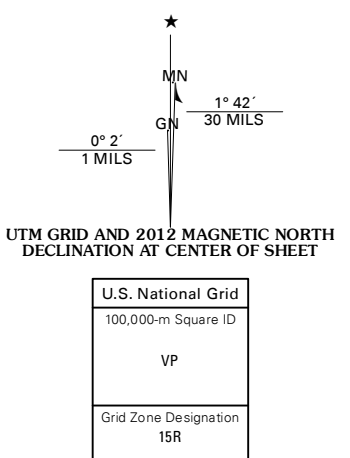 ★
MN
1° 42´
30 MILS
GN
0° 2´
1 MILS
UTM GRID AND 2012 MAGNETIC NORTH
DECLINATION AT CENTER OF SHEET
U.S. National Grid
100,000-m Square ID
VP
Grid Zone Designation
15R